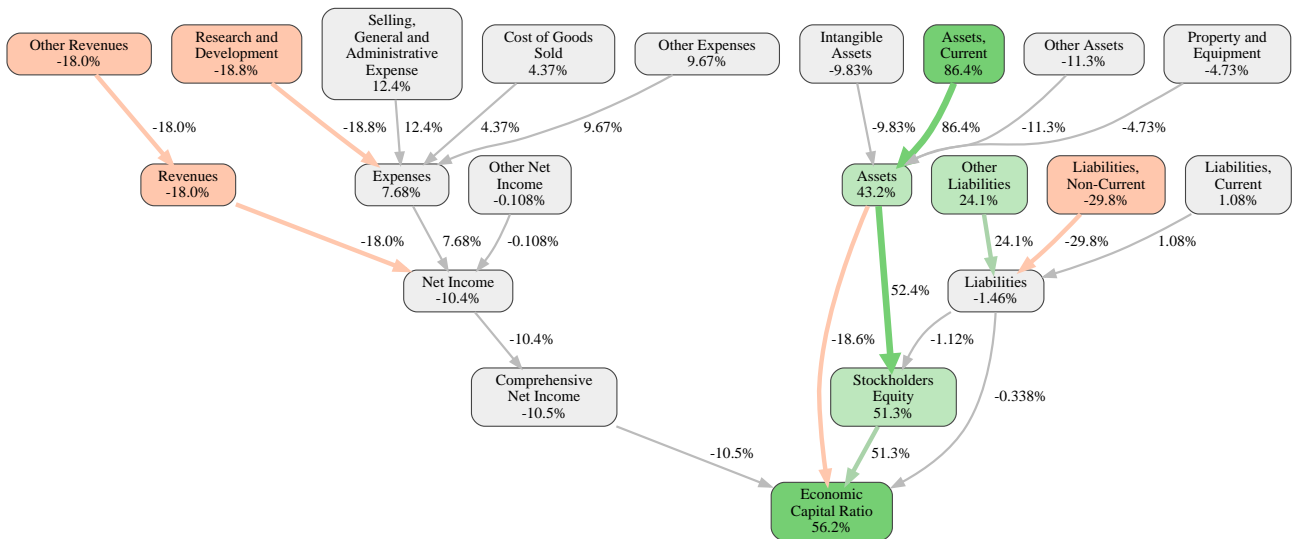 Other Revenues
-18.0%
Research and
Development
-18.8%
Selling,
General and
Administrative
Expense
12.4%
Cost of Goods
Sold
4.37%
Other Expenses
9.67%
Intangible
Assets
-9.83%
Assets,
Current
86.4%
Other Assets
-11.3%
Property and
Equipment
-4.73%
-18.0%
-18.8%
12.4%
4.37%
9.67%
-9.83%
86.4%
-11.3%
-4.73%
Revenues
-18.0%
Expenses
7.68%
Other Net
Income
-0.108%
Assets
43.2%
Other
Liabilities
24.1%
Liabilities,
Non-Current
-29.8%
Liabilities,
Current
1.08%
-18.0%
7.68%
-0.108%
24.1%
-29.8%
1.08%
Net Income
-10.4%
52.4%
Liabilities
-1.46%
-10.4%
-18.6%
-1.12%
Comprehensive
Net Income
-10.5%
Stockholders
Equity
51.3%
-0.338%
-10.5%
51.3%
Economic
Capital Ratio
56.2%